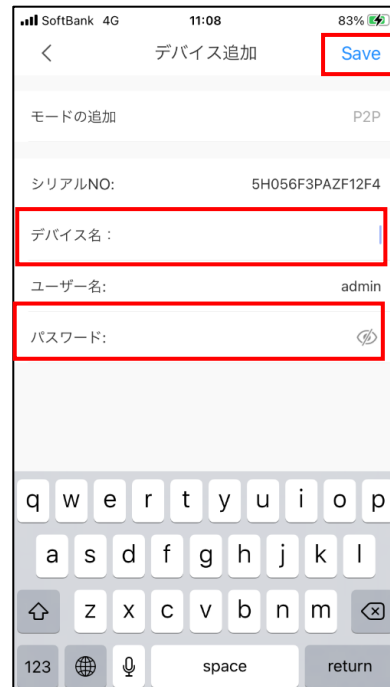 SoftBank 4G 11:08 83%
デバイス追加 Save
モードの追加 P2P
シリアルNO: 5H056F3PAZF12F4
デバイス名：
ユーザー名: admin
パスワード:
q w e r t y u i o p
a s d f g h j k l
z x c v b n m
123 space return